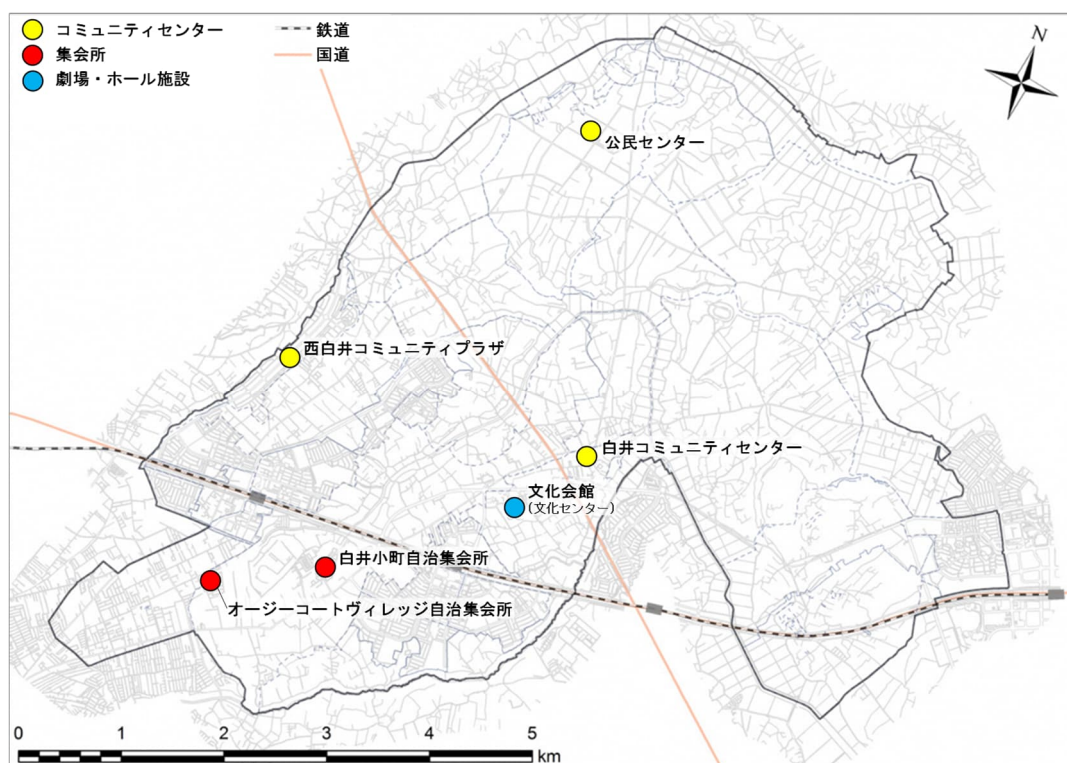 コミュニティセンター
集会所
劇場・ホール施設
鉄道
国道
N
公民センター
西白井コミュニティプラザ
白井コミュニティセンター
文化会館
(文化センター)
白井小町自治集会所
オージーコートヴィレッジ自治集会所
0 1 2 3 4 5
km